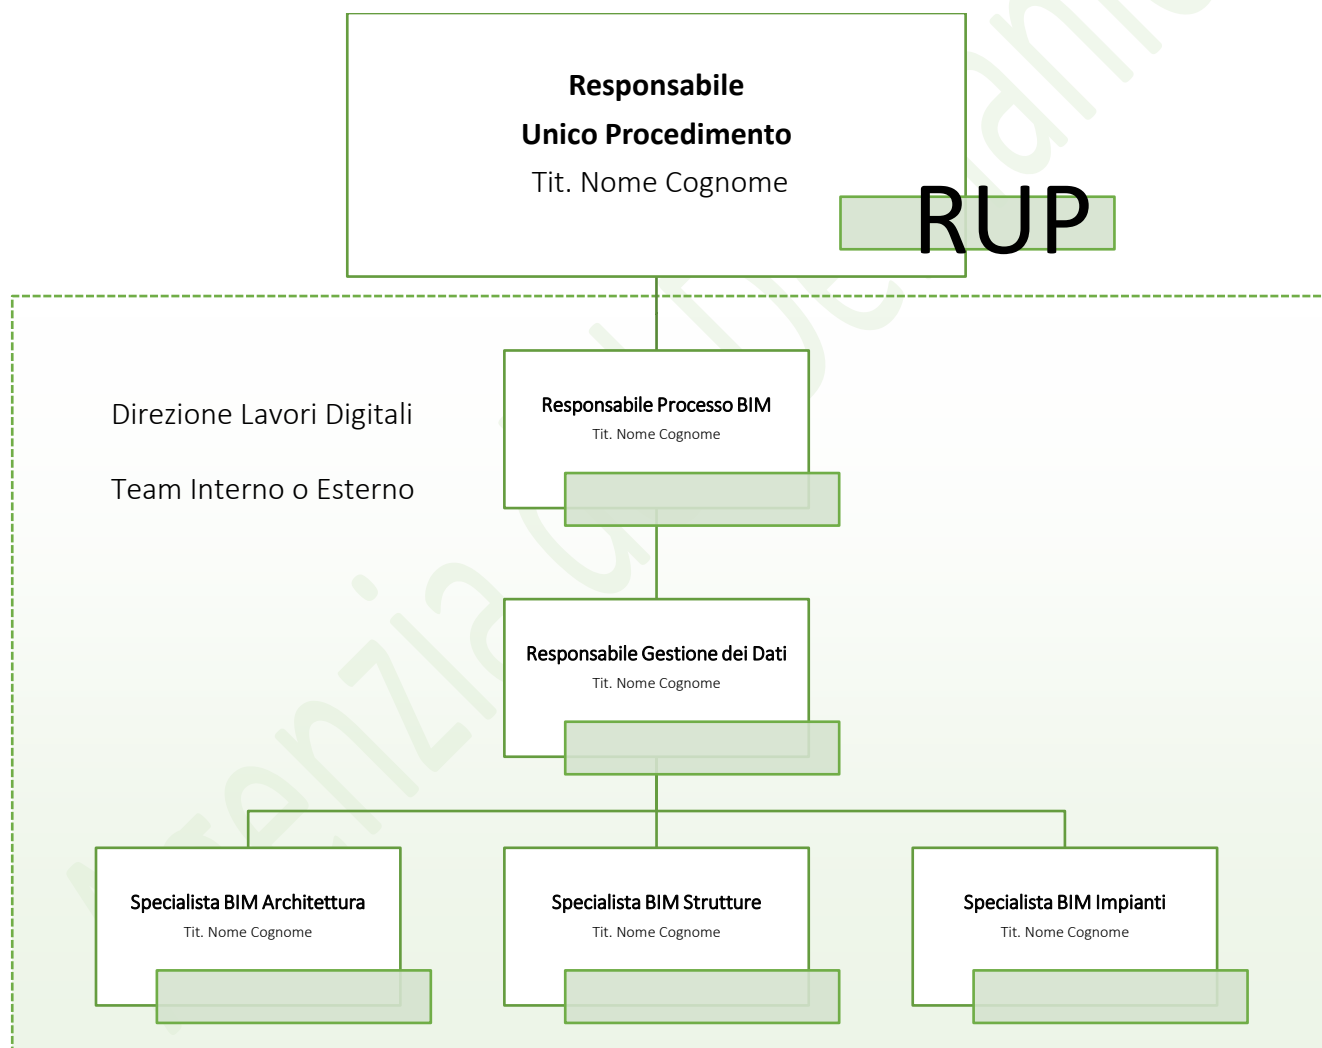 Responsabile
Unico Procedimento
Tit. Nome Cognome
RUP
Direzione Lavori Digitali
Team Interno o Esterno
Responsabile Processo BIM
Tit. Nome Cognome
Responsabile Gestione dei Dati
Tit. Nome Cognome
Specialista BIM Architettura
Tit. Nome Cognome
Specialista BIM Strutture
Tit. Nome Cognome
Specialista BIM Impianti
Tit. Nome Cognome